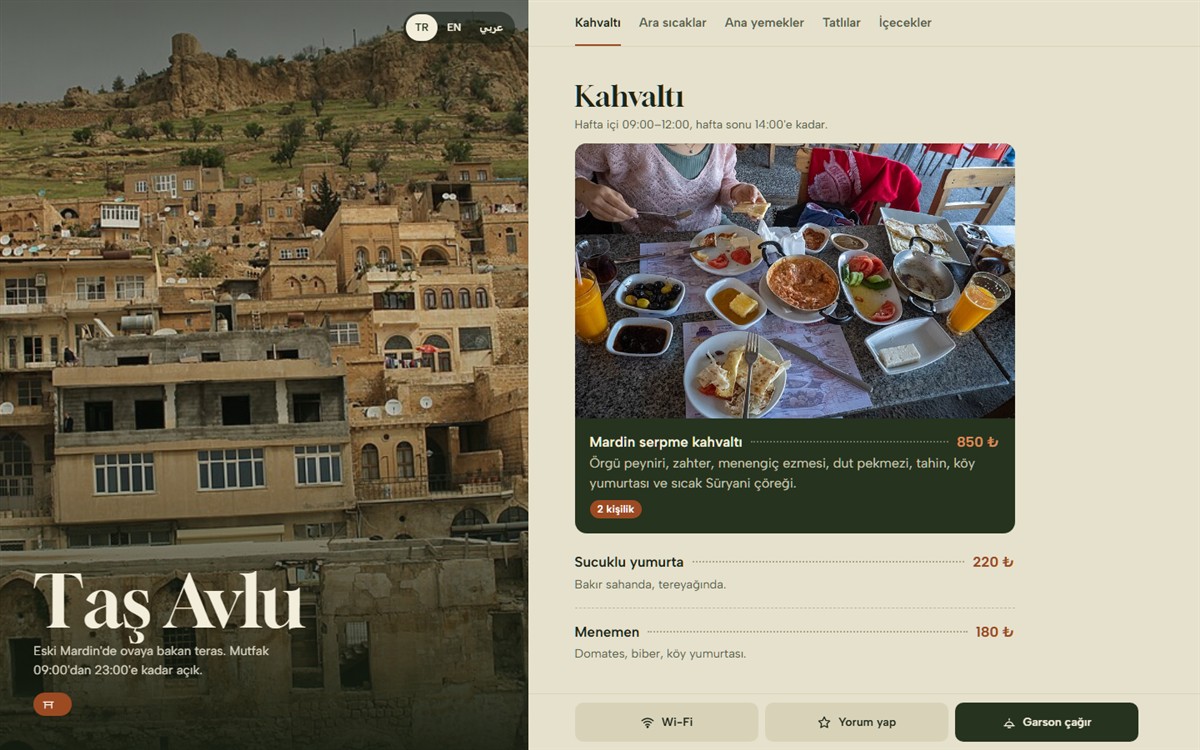 TR EN عربي
Taş Avlu
Eski Mardin'de ovaya bakan teras. Mutfak
09:00'dan 23:00'e kadar açık.
Kahvaltı Ara sıcaklar Ana yemekler Tatlılar İçecekler
Kahvaltı
Hafta içi 09:00–12:00, hafta sonu 14:00'e kadar.
Mardin serpme kahvaltı 850 ₺
Örgü peyniri, zahter, menengiç ezmesi, dut pekmezi, tahin, köy
yumurtası ve sıcak Süryani çöreği.
2 kişilik
Sucuklu yumurta 220 ₺
Bakır sahanda, tereyağında.
Menemen 180 ₺
Domates, biber, köy yumurtası.
Wi-Fi Yorum yap Garson çağır